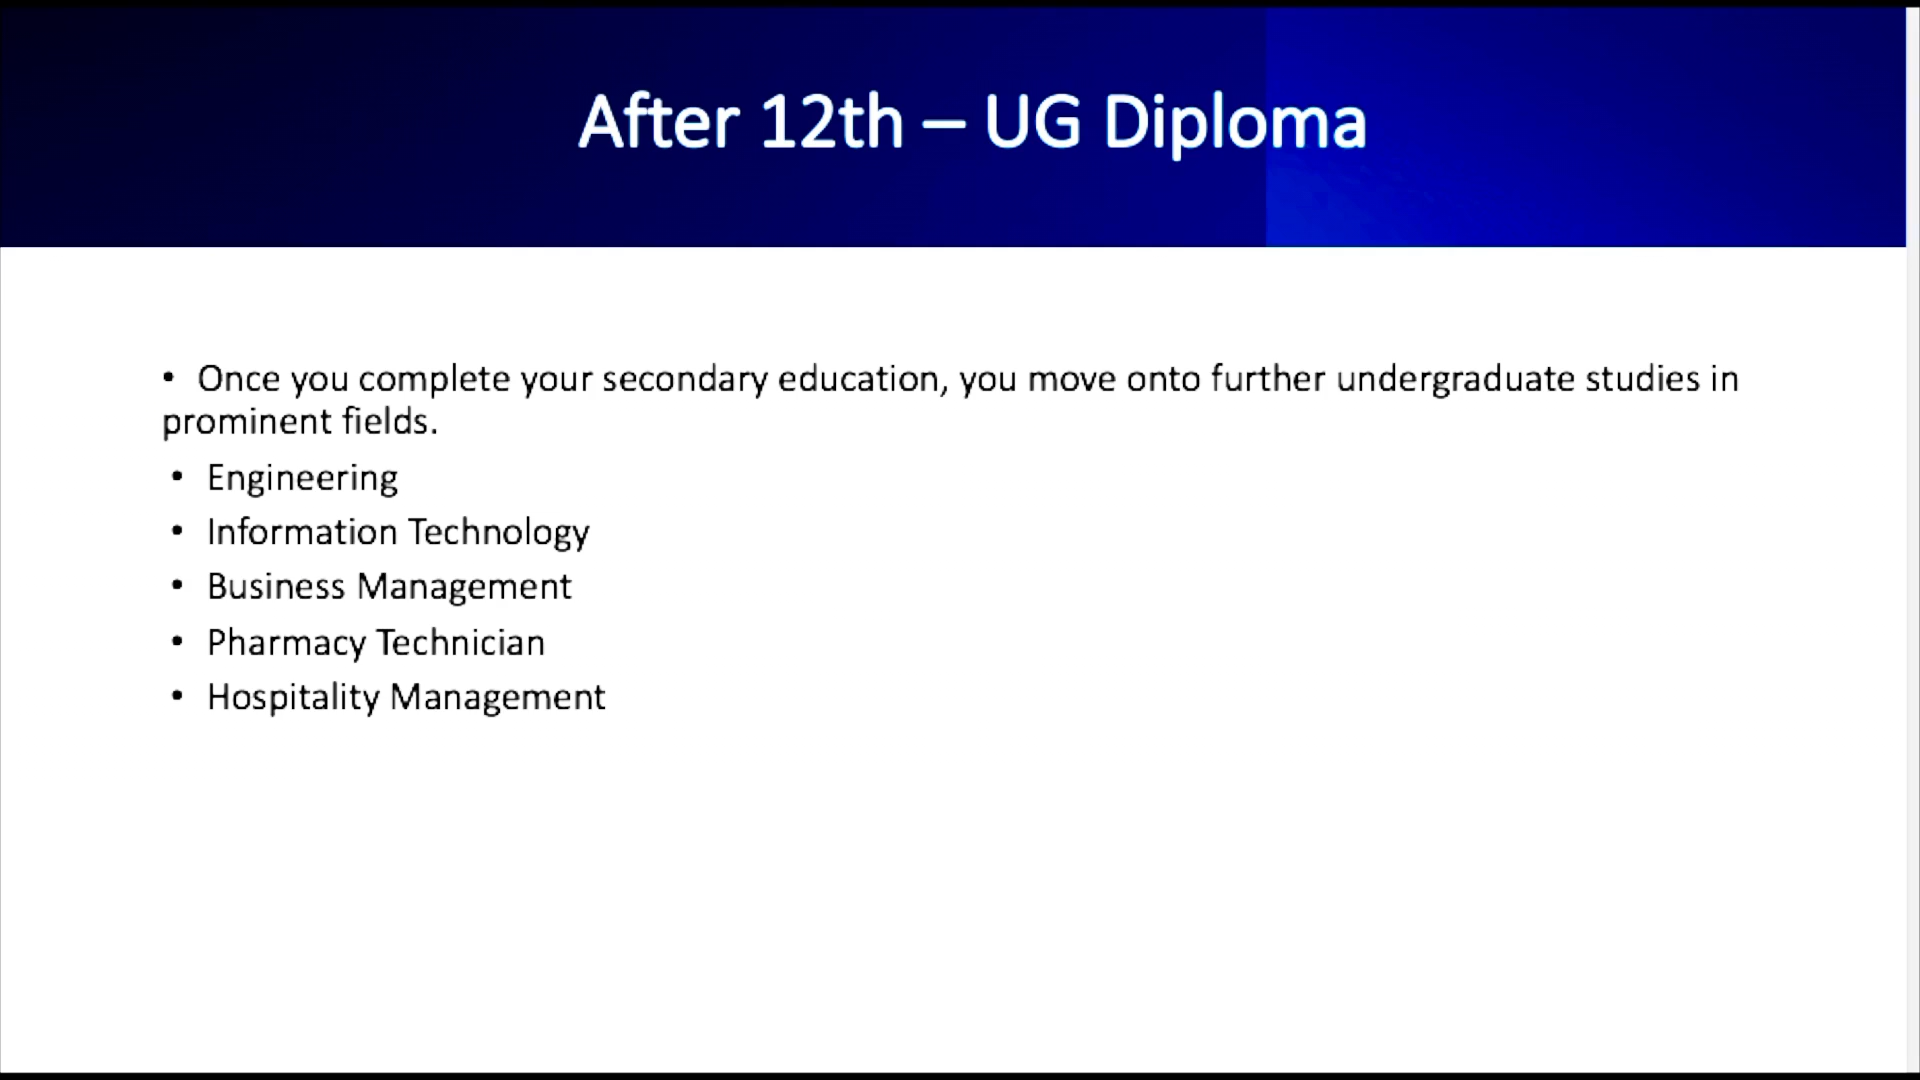 After 12th – UG Diploma
• Once you complete your secondary education, you move onto further undergraduate studies in
prominent fields.
• Engineering
• Information Technology
• Business Management
• Pharmacy Technician
• Hospitality Management